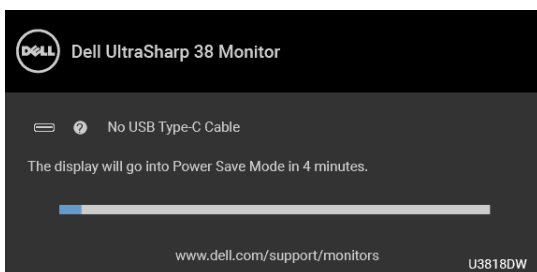 DELL
Dell UltraSharp 38 Monitor
? No USB Type-C Cable
The display will go into Power Save Mode in 4 minutes.
www.dell.com/support/monitors
U3818DW